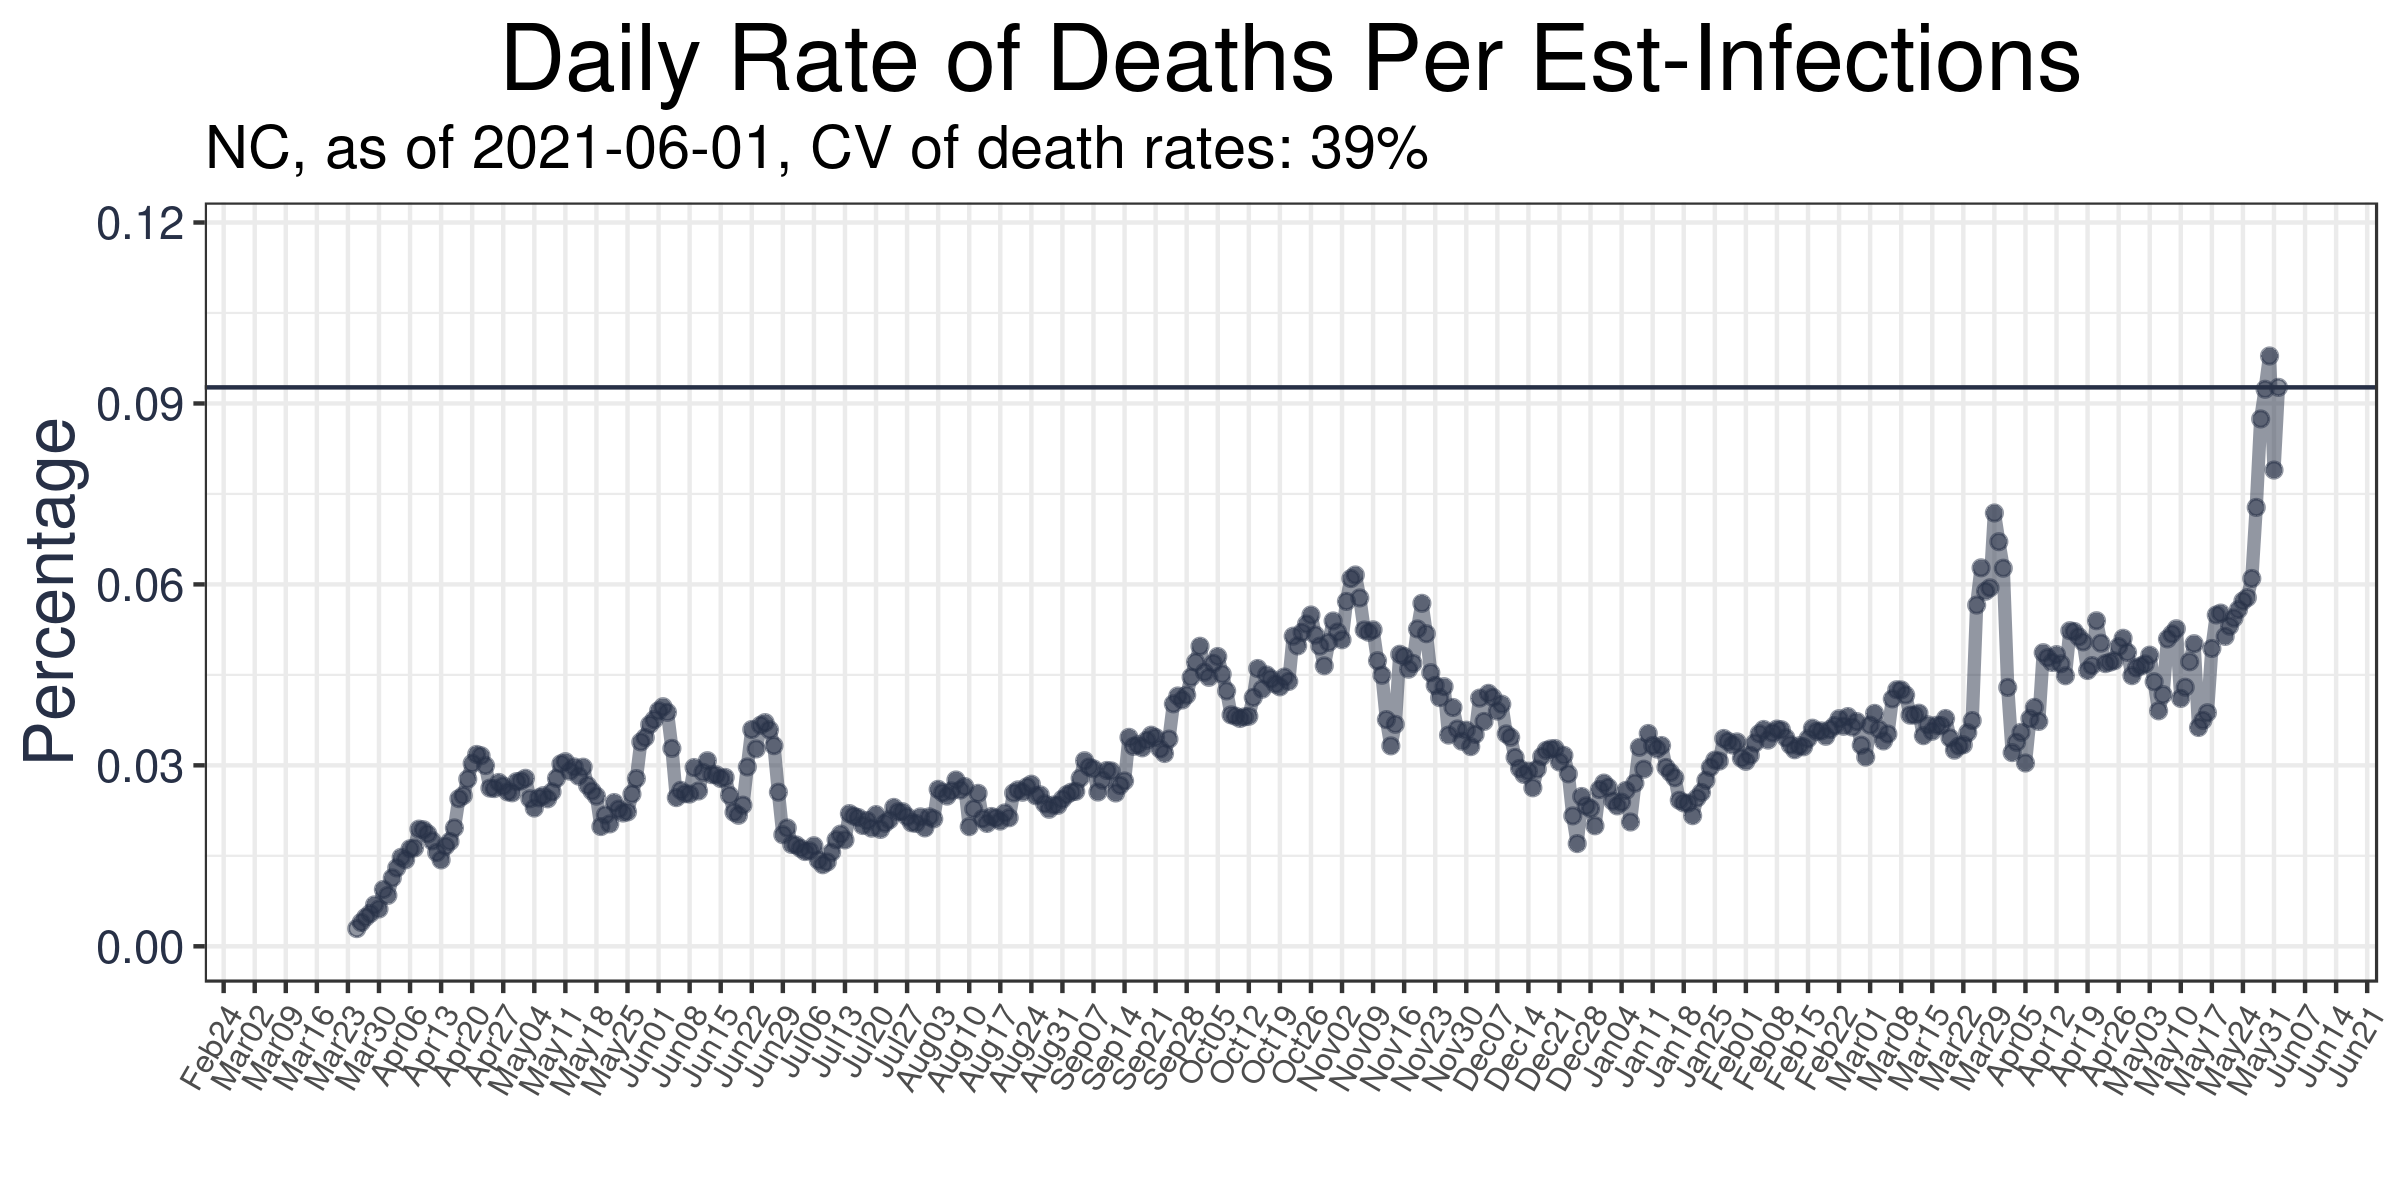 Daily Rate of Deaths Per Est-Infections
NC, as of 2021-06-01, CV of death rates: 39%
Percentage
0.12
0.09
0.06
0.03
0.00
Feb24
Mar02
Mar09
Mar16
Mar23
Mar30
Apr06
Apr13
Apr20
Apr27
May04
May11
May18
May25
Jun01
Jun08
Jun15
Jun22
Jun29
Jul06
Jul13
Jul20
Jul27
Aug03
Aug10
Aug17
Aug24
Aug31
Sep07
Sep14
Sep21
Sep28
Oct05
Oct12
Oct19
Oct26
Nov02
Nov09
Nov16
Nov23
Nov30
Dec07
Dec14
Dec21
Dec28
Jan04
Jan11
Jan18
Jan25
Feb01
Feb08
Feb15
Feb22
Mar01
Mar08
Mar15
Mar22
Mar29
Apr05
Apr12
Apr19
Apr26
May03
May10
May17
May24
May31
Jun07
Jun14
Jun21